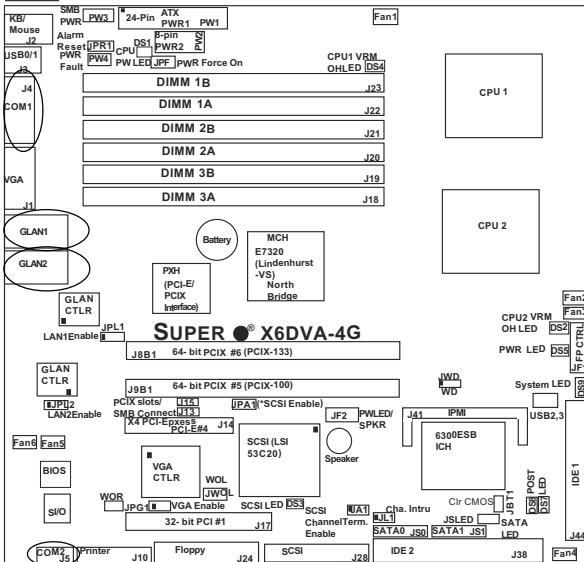 KB/
Mouse
J2
SMB
PWR
PW3
24-Pin
ATX
PWR1
PW1
Fan1
Alarm
Reset
JPR1
DS1
CPU
PW LED
8-pin
PWR2
PW2
USB0/1
J3
PWR
Fault
PW4
JPF
PWR Force On
CPU1 VRM
OHLED
DS4
J4
COM1
DIMM 1B
J23
DIMM 1A
J22
DIMM 2B
J21
DIMM 2A
J20
DIMM 3B
J19
DIMM 3A
J18
CPU 1
VGA
J1
GLAN1
GLAN2
Battery
MCH
E7320
(Lindenhurst
-VS)
North
Bridge
CPU 2
PXH
(PCI-E/
PCIX
Interface)
GLAN
CTLR
JPL1
LAN1Enable
SUPER ® X6DVA-4G
Fan2
Fan3
CPU2 VRM
OH LED
DS2
FP CTRL
JF1
J8B1
64- bit PCIX #6 (PCIX-133)
PWR LED
DS5
GLAN
CTLR
J9B1
64- bit PCIX #5 (PCIX-100)
JWD
WD
System LED
DS9
JPL2
LAN2Enable
PCIX slots/
SMB Connect
J15
J13
JPA1
(*SCSI Enable)
USB2,3
X4 PCI-Epxess
PCI-E#4
J14
JF2
PWLED/
SPKR
J41
IPMI
Fan6
Fan5
SCSI (LSI
53C20)
Speaker
6300ESB
ICH
IDE 1
BIOS
VGA
CTLR
WOL
JWOL
Clr CMOS
JBT1
POST
LED
DS8
DS7
SI/O
WOR
JPG1
VGA Enable
SCSI LED
DS3
SCSI
ChannelTerm.
Enable
JA1
Cha. Intru
JL1
JSLED
SATA
LED
32- bit PCI #1
J17
SATA0
JS0
SATA1
JS1
J44
COM2
J5
Printer
J10
Floppy
J24
SCSI
J28
IDE 2
J38
Fan4